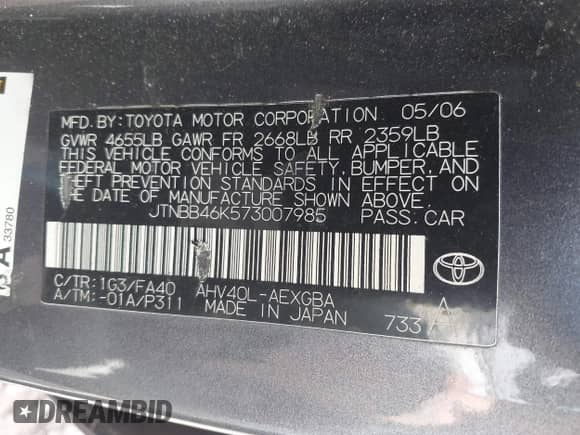 MFD.BY:TOYOTA MOTOR CORPORATION 05/06
GVWR 4655LB GAWR FR 2668LB RR 2359LB
THIS VEHICLE CONFORMS TO ALL APPLICABLE
FEDERAL MOTOR VEHICLE SAFETY,BUMPER,AND
THEFT PREVENTION STANDARDS IN EFFECT ON
THE DATE OF MANUFACTURE SHOWN ABOVE.
JTNBB46K573007985 PASS.CAR
C/TR:1G3/FA40 AHV40L-AEXGBA
A/TM:-01A/P311 MADE IN JAPAN 733
A
33780
DREAMBID